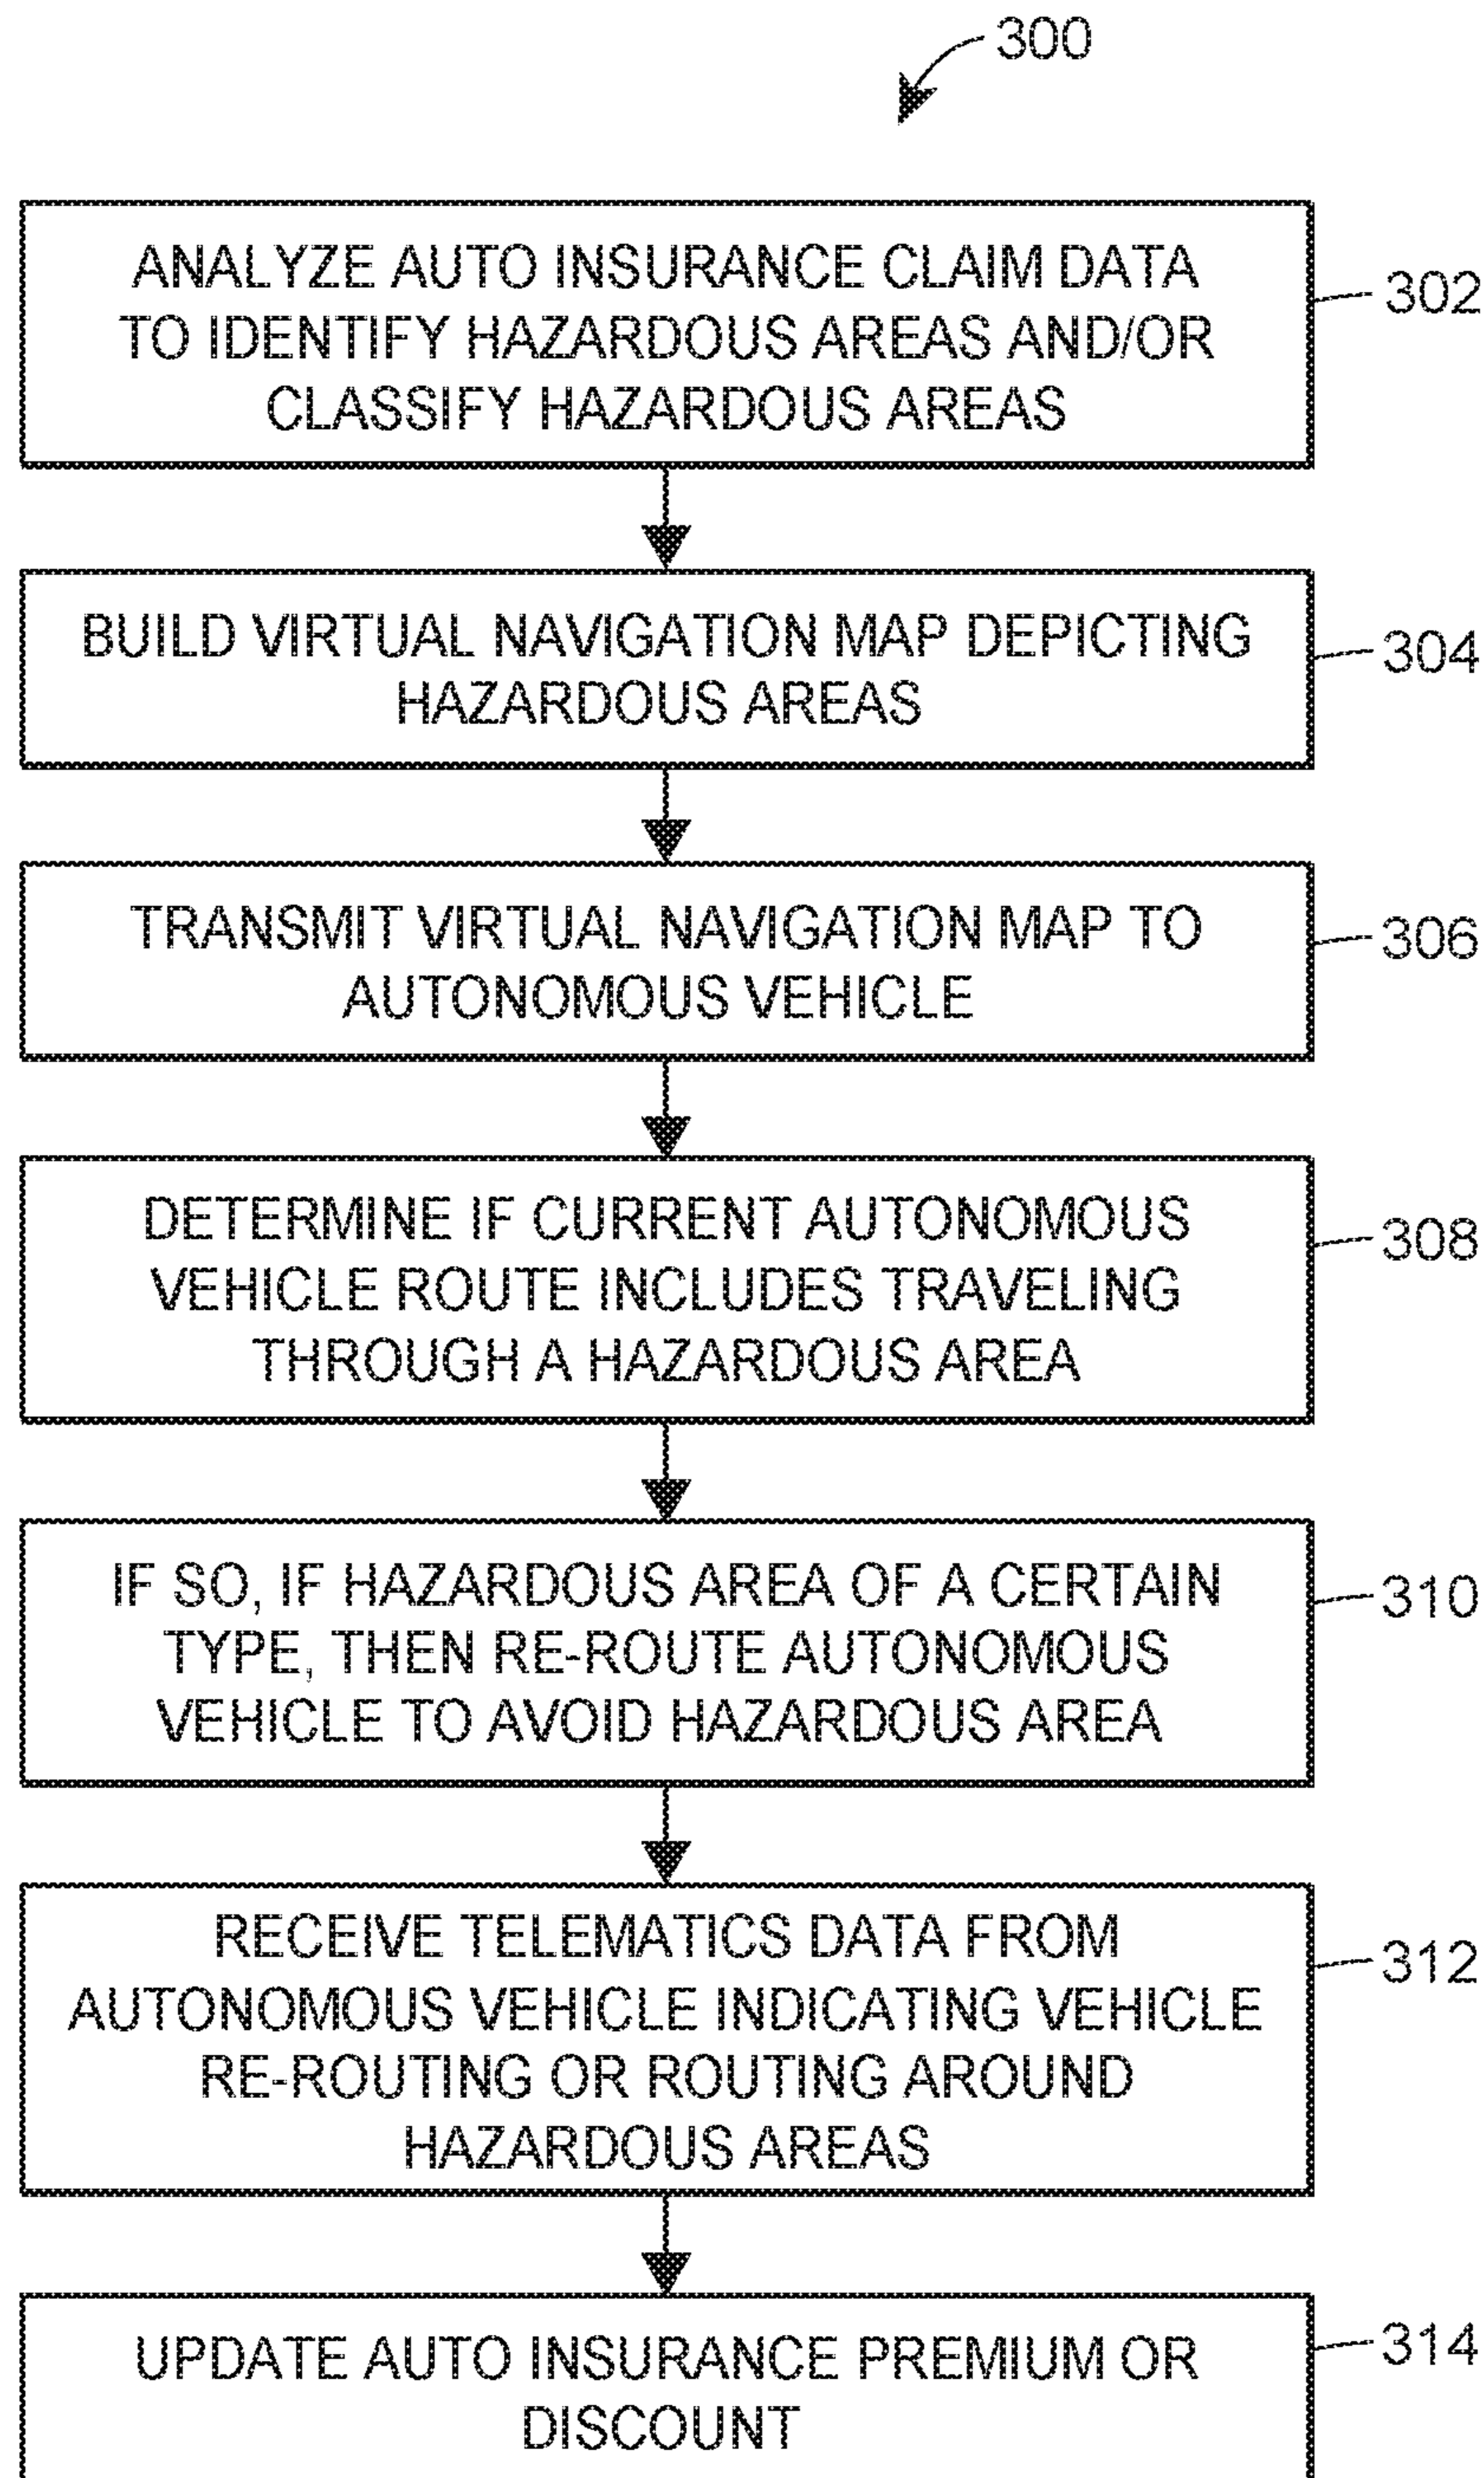 300
ANALYZE AUTO INSURANCE CLAIM DATA
TO IDENTIFY HAZARDOUS AREAS AND/OR
CLASSIFY HAZARDOUS AREAS
302
BUILD VIRTUAL NAVIGATION MAP DEPICTING
HAZARDOUS AREAS
304
TRANSMIT VIRTUAL NAVIGATION MAP TO
AUTONOMOUS VEHICLE
306
DETERMINE IF CURRENT AUTONOMOUS
VEHICLE ROUTE INCLUDES TRAVELING
THROUGH A HAZARDOUS AREA
308
IF SO, IF HAZARDOUS AREA OF A CERTAIN
TYPE, THEN RE-ROUTE AUTONOMOUS
VEHICLE TO AVOID HAZARDOUS AREA
310
RECEIVE TELEMATICS DATA FROM
AUTONOMOUS VEHICLE INDICATING VEHICLE
RE-ROUTING OR ROUTING AROUND
HAZARDOUS AREAS
312
UPDATE AUTO INSURANCE PREMIUM OR
DISCOUNT
314